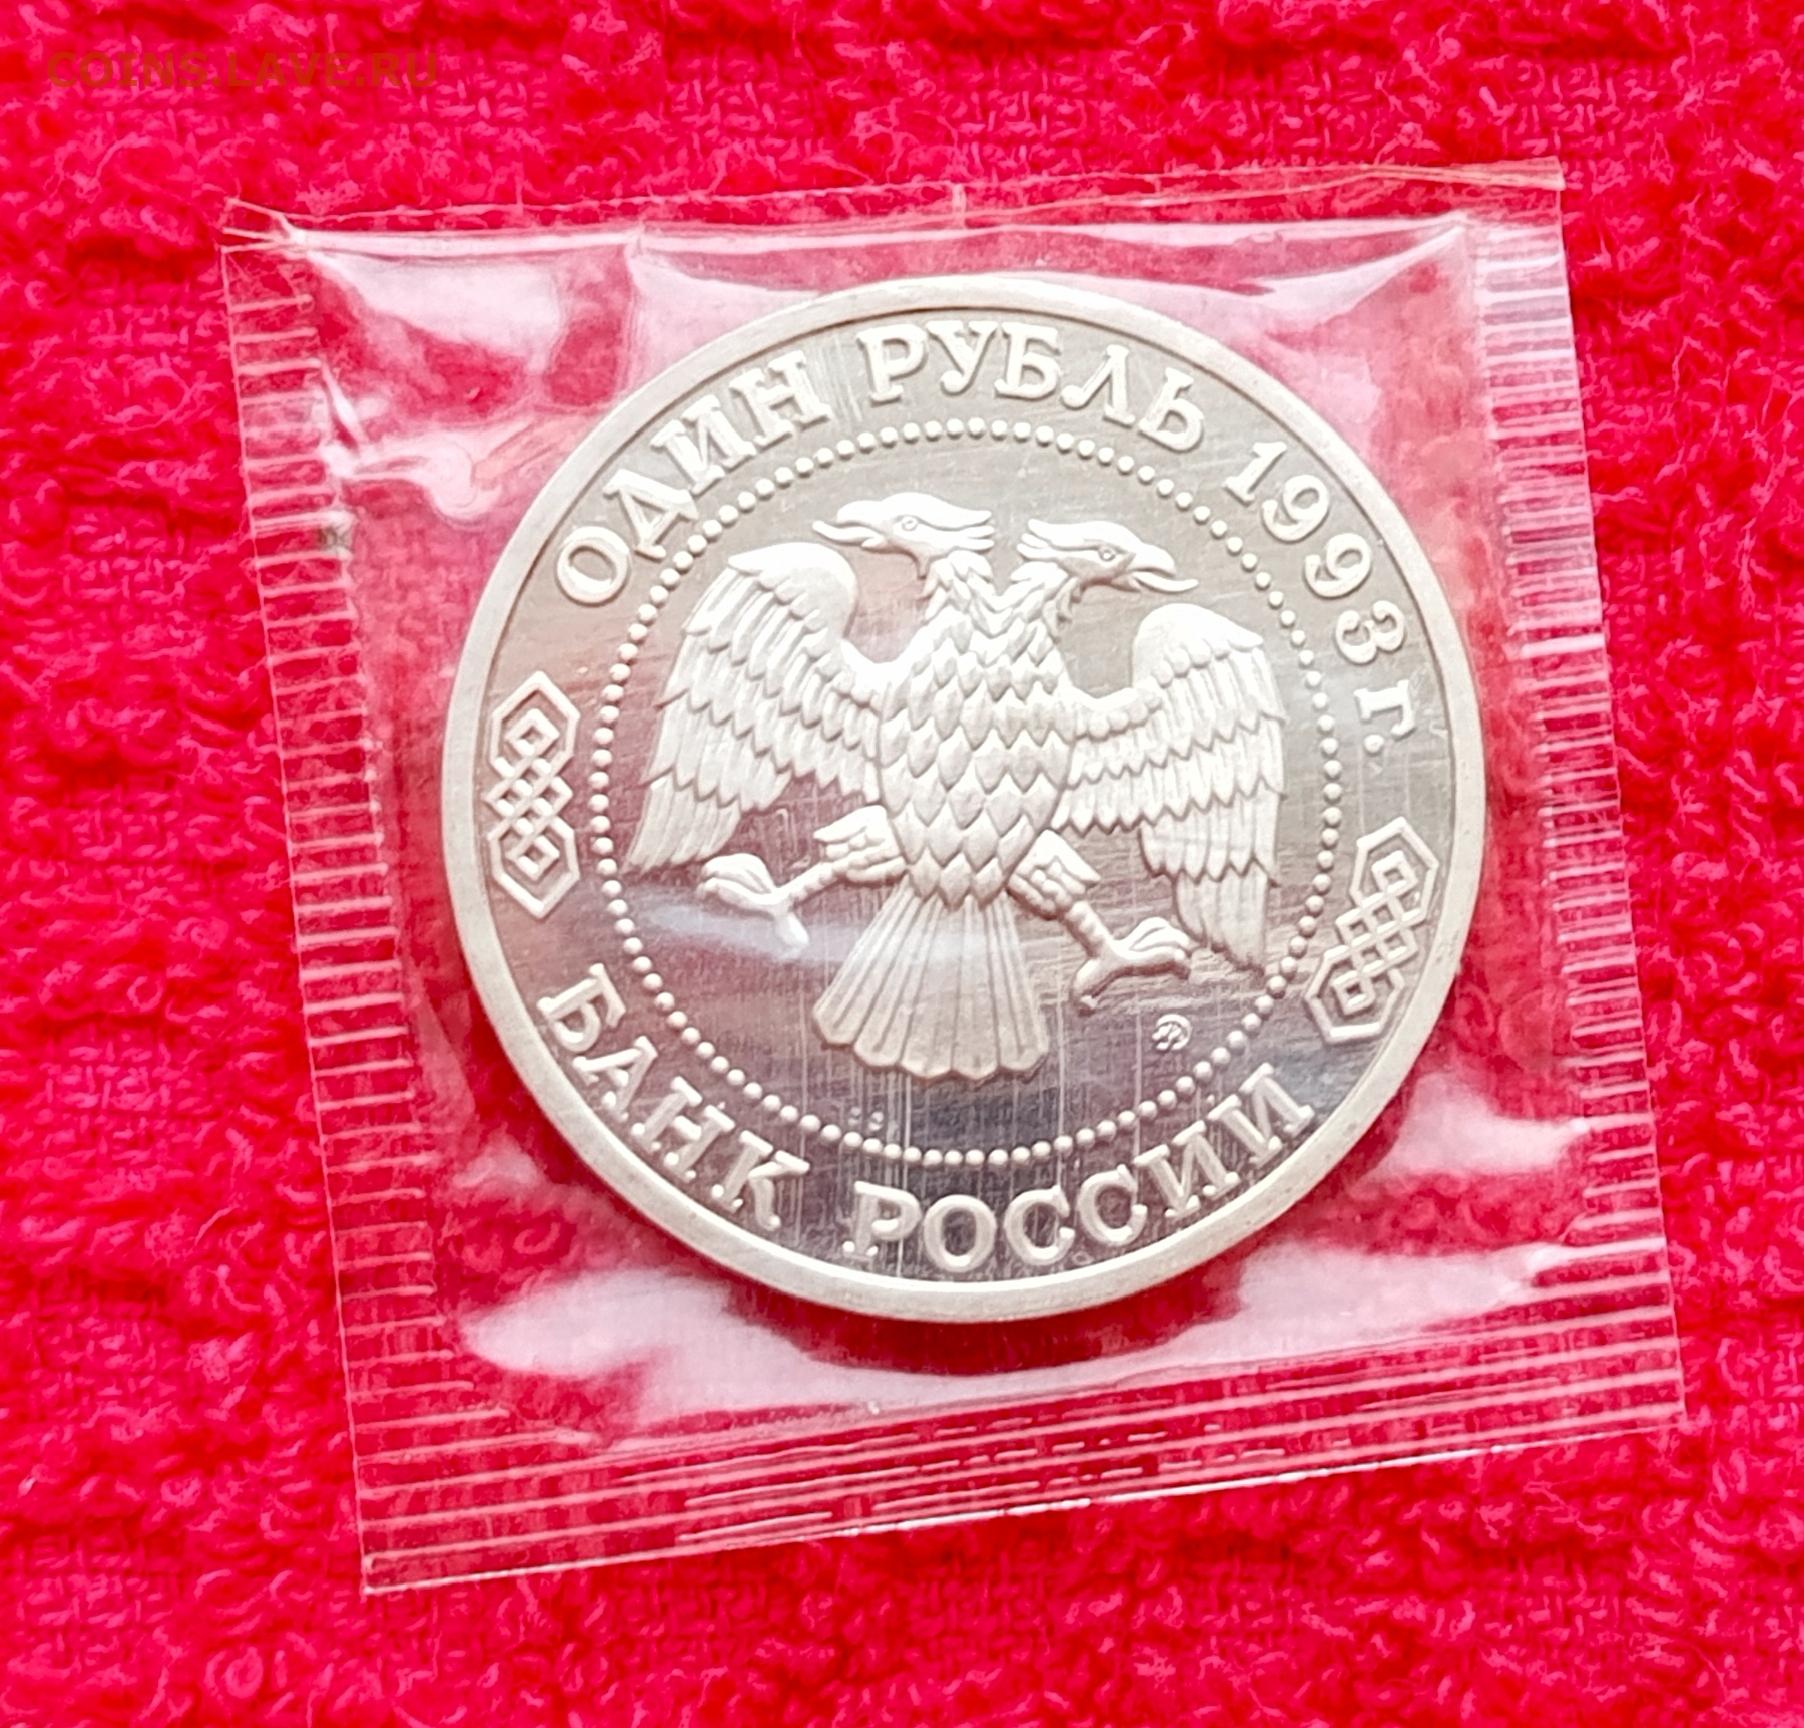 COINS.LAVE.RU
ОДИН РУБЛЬ 1993 г.
БАНК РОССИИ